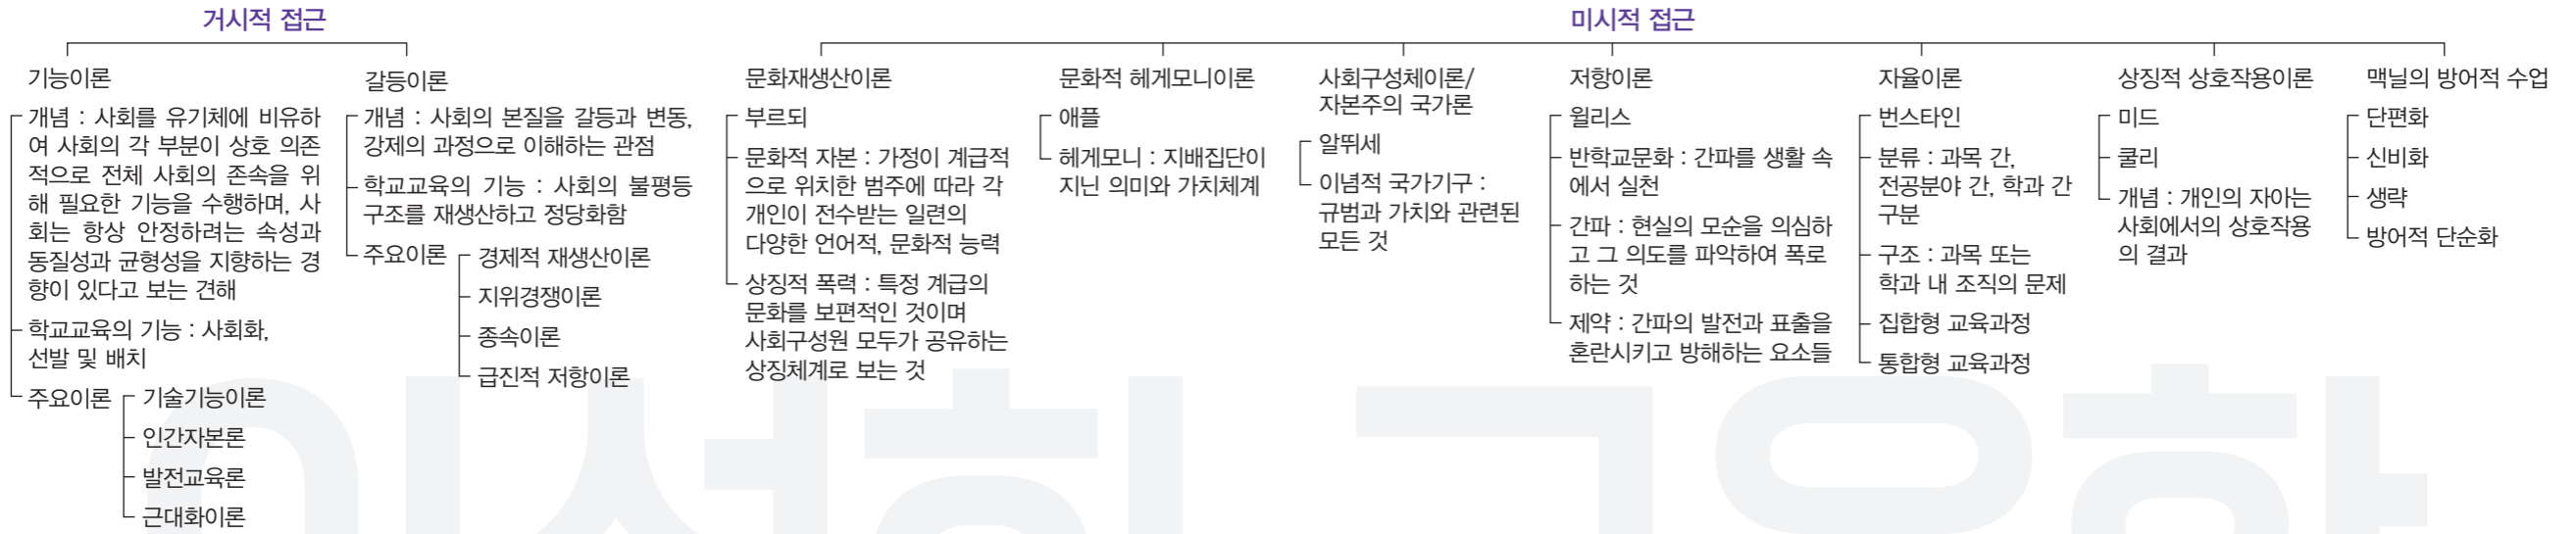 거시적 접근
기능이론
개념 : 사회를 유기체에 비유하
여 사회의 각 부분이 상호 의존
적으로 전체 사회의 존속을 위
해 필요한 기능을 수행하며, 사
회는 항상 안정하려는 속성과
동질성과 균형성을 지향하는 경
향이 있다고 보는 견해
학교교육의 기능 : 사회화,
선발 및 배치
주요이론
기술기능이론
인간자본론
발전교육론
근대화이론
갈등이론
개념 : 사회의 본질을 갈등과 변동,
강제의 과정으로 이해하는 관점
학교교육의 기능 : 사회의 불평등
구조를 재생산하고 정당화함
주요이론
경제적 재생산이론
지위경쟁이론
종속이론
급진적 저항이론
미시적 접근
문화재생산이론
부르되
문화적 자본 : 가정이 계급적
으로 위치한 범주에 따라 각
개인이 전수받는 일련의
다양한 언어적, 문화적 능력
상징적 폭력 : 특정 계급의
문화를 보편적인 것이며
사회구성원 모두가 공유하는
상징체계로 보는 것
문화적 헤게모니이론
애플
헤게모니 : 지배집단이
지닌 의미와 가치체계
사회구성체이론/
자본주의 국가론
알뛰세
이념적 국가기구 :
규범과 가치와 관련된
모든 것
저항이론
윌리스
반학교문화 : 간파를 생활 속
에서 실천
간파 : 현실의 모순을 의심하
고 그 의도를 파악하여 폭로
하는 것
제약 : 간파의 발전과 표출을
혼란시키고 방해하는 요소들
자율이론
번스타인
분류 : 과목 간,
전공분야 간, 학과 간
구분
구조 : 과목 또는
학과 내 조직의 문제
집합형 교육과정
통합형 교육과정
상징적 상호작용이론
미드
쿨리
개념 : 개인의 자아는
사회에서의 상호작용
의 결과
맥닐의 방어적 수업
단편화
신비화
생략
방어적 단순화